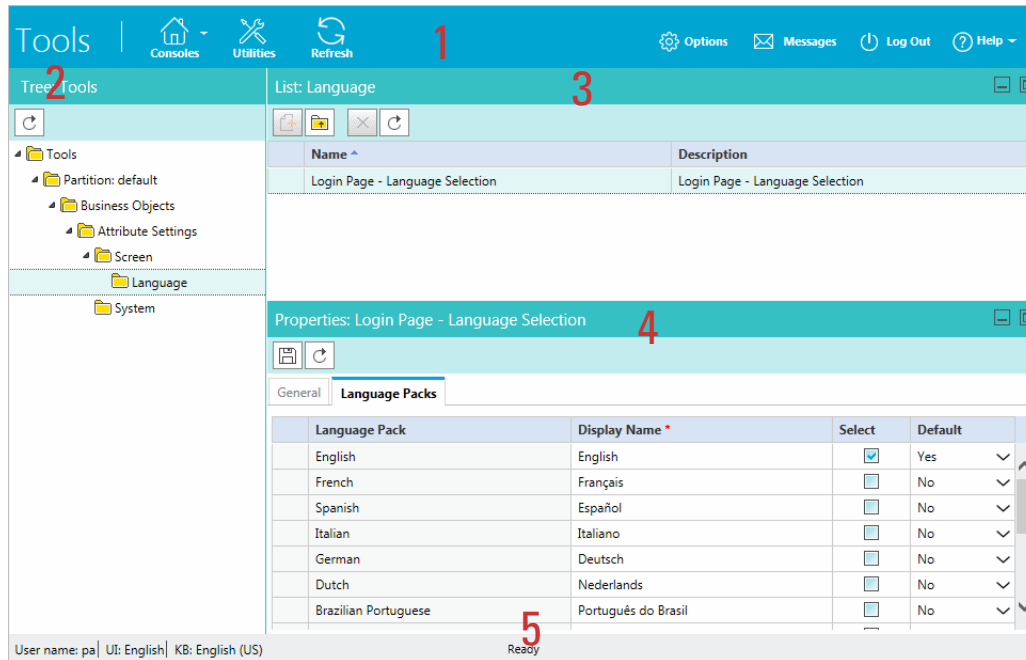 Tools
Consoles
Utilities
Refresh
1
Options
Messages
Log Out
Help
2
Tree: Tools
Tools
Partition: default
Business Objects
Attribute Settings
Screen
Language
System
List: Language
3
Name Description
Login Page - Language Selection Login Page - Language Selection
Properties: Login Page - Language Selection
4
General Language Packs
Language Pack Display Name * Select Default
English English Yes
French Français No
Spanish Español No
Italian Italiano No
German Deutsch No
Dutch Nederlands No
Brazilian Portuguese Português do Brasil No
5
User name: pa UI: English KB: English (US) Ready